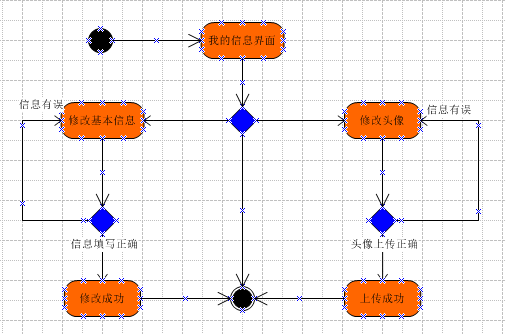 我的信息界面
信息有误
信息有误
修改基本信息
修改头像
信息填写正确
头像上传正确
修改成功
上传成功